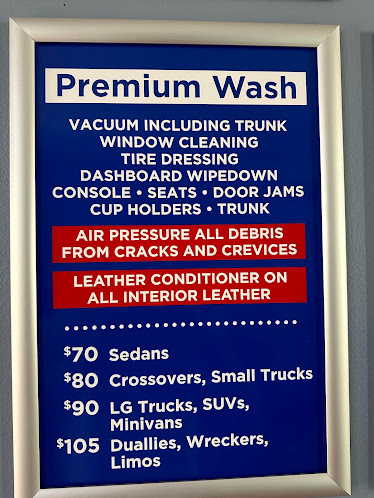 Premium Wash
VACUUM INCLUDING TRUNK
WINDOW CLEANING
TIRE DRESSING
DASHBOARD WIPEDOWN
CONSOLE • SEATS • DOOR JAMS
CUP HOLDERS • TRUNK
AIR PRESSURE ALL DEBRIS
FROM CRACKS AND CREVICES
LEATHER CONDITIONER ON
ALL INTERIOR LEATHER
$70 Sedans
$80 Crossovers, Small Trucks
$90 LG Trucks, SUVs,
Minivans
$105 Duallies, Wreckers,
Limos